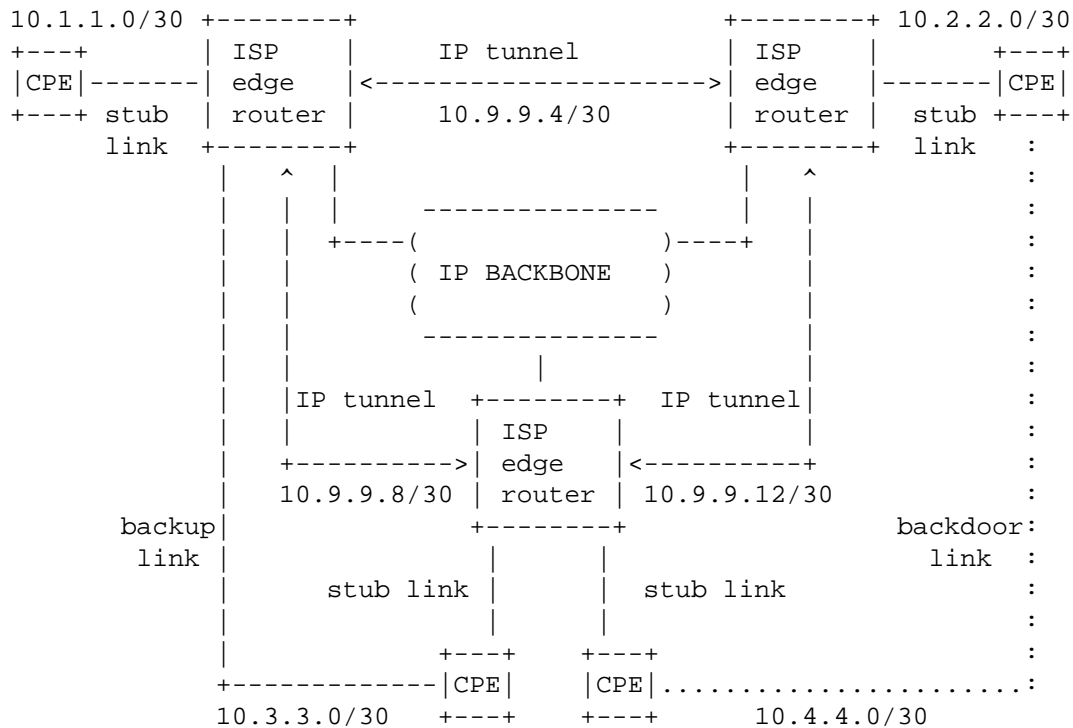 10.1.1.0/30 +--------+ +--------+ 10.2.2.0/30
+---+ | ISP | IP tunnel | ISP | +---+
|CPE|-------| edge |<---------------------->| edge |-------|CPE|
+---+ stub | router | 10.9.9.4/30 | router | stub +---+
link +--------+ +--------+ link :
| ^ | | ^ :
| | | --------------- | | :
| | +----( )----+ | :
| | ( IP BACKBONE ) | :
| | ( ) | :
| | --------------- | :
| | | | :
| |IP tunnel +--------+ IP tunnel| :
| | | ISP | | :
| +---------->| edge |<----------+ :
| 10.9.9.8/30 | router | 10.9.9.12/30 :
backup| +--------+ backdoor:
link | | | link :
| stub link | | stub link :
| | | :
| +---+ +---+ :
+-------------|CPE| |CPE|.......................:
10.3.3.0/30 +---+ +---+ 10.4.4.0/30